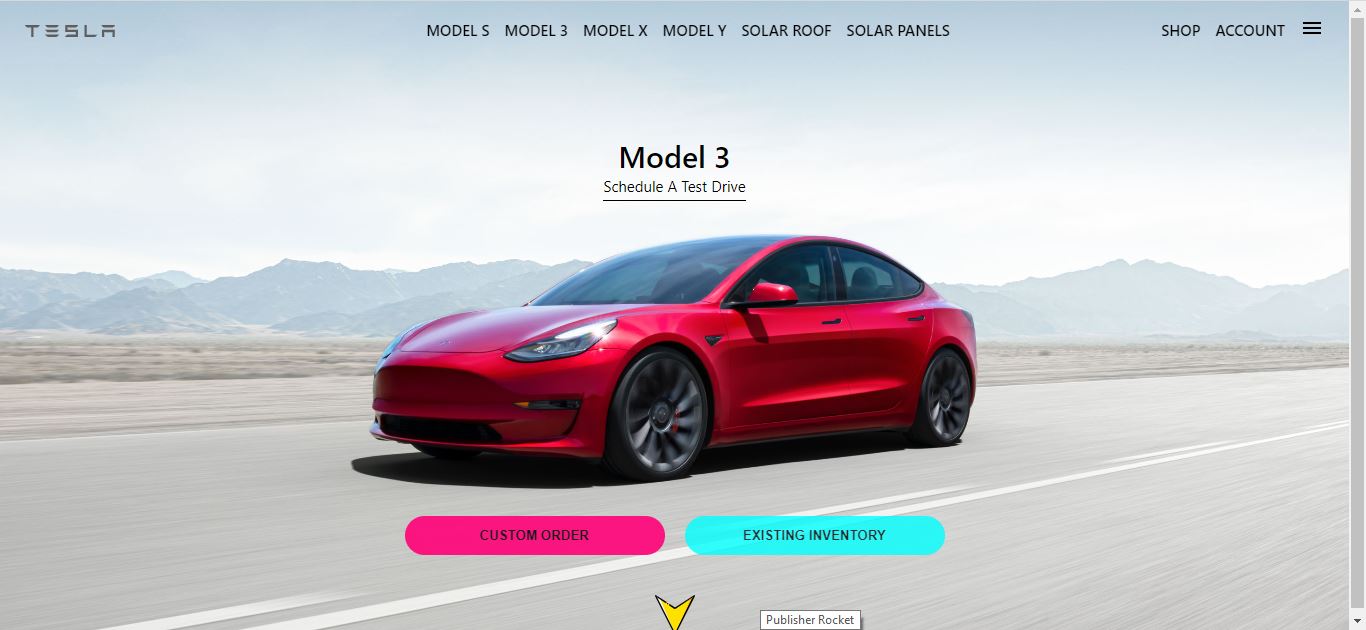 TESLA
MODEL S MODEL 3 MODEL X MODEL Y SOLAR ROOF SOLAR PANELS
SHOP ACCOUNT
Model 3
Schedule A Test Drive
CUSTOM ORDER
EXISTING INVENTORY
Publisher Rocket